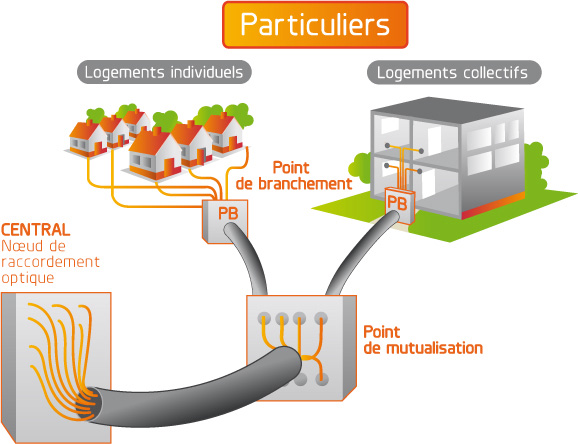 Particuliers
Logements individuels
Logements collectifs
Point
de branchement
PB
PB
CENTRAL
Nœud de
raccordement
optique
Point
de mutualisation